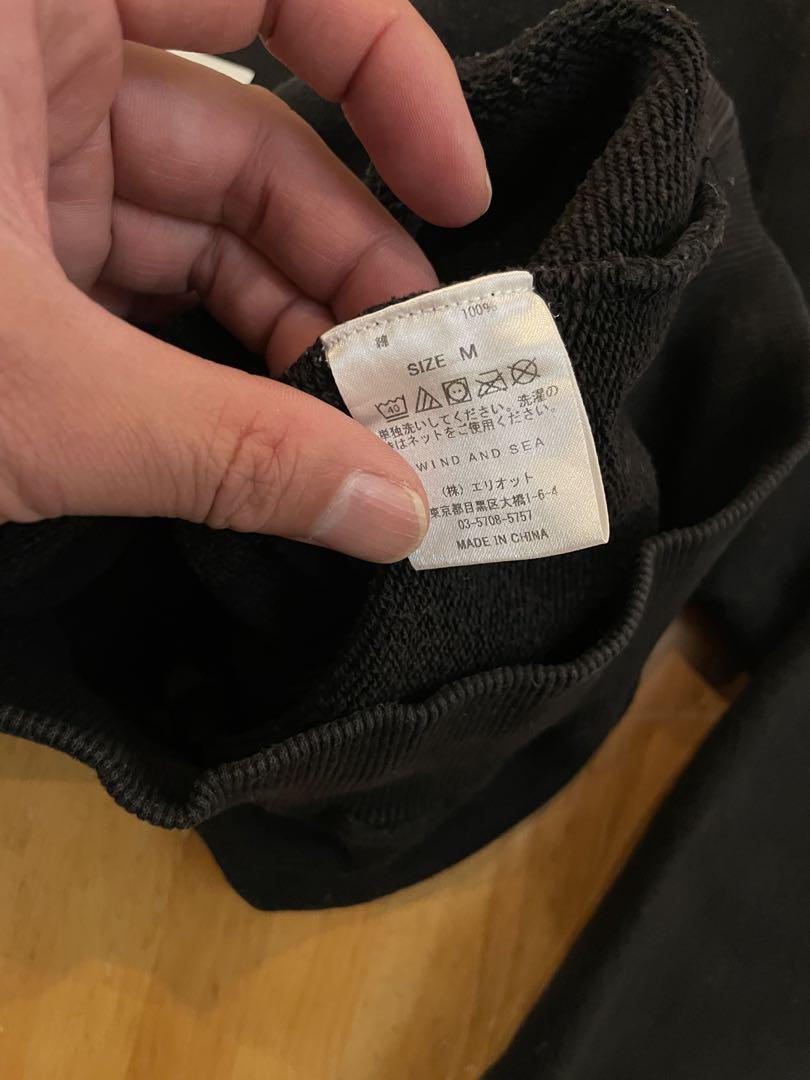 綿 100%
SIZE M
40
単独洗いしてください。洗濯の
はネットをご使用ください。
WIND AND SEA
(株) エリオット
東京都目黒区大橋1-6-4
03-5708-5757
MADE IN CHINA